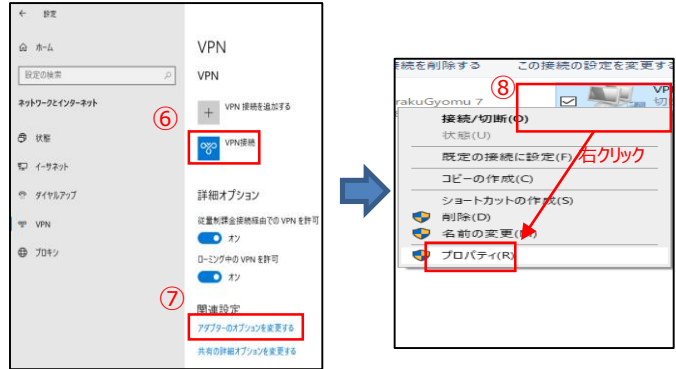 ← 設定
ホーム
設定の検索
ネットワークとインターネット
状態
イーサネット
ダイヤルアップ
VPN
プロキシ
VPN
VPN
⑥
+ VPN 接続を追加する
VPN接続
詳細オプション
従量制課金接続経由での VPN を許可
オン
ローミング中の VPN を許可
オン
⑦
関連設定
アダプターのオプションを変更する
共有の詳細オプションを変更する
接続を削除する この接続の設定を変更する
⑧
rakuGyomu 7
VP
切
接続/切断(O)
状態(U)
既定の接続に設定(F)
右クリック
コピーの作成(C)
ショートカットの作成(S)
削除(D)
名前の変更(M)
プロパティ(R)